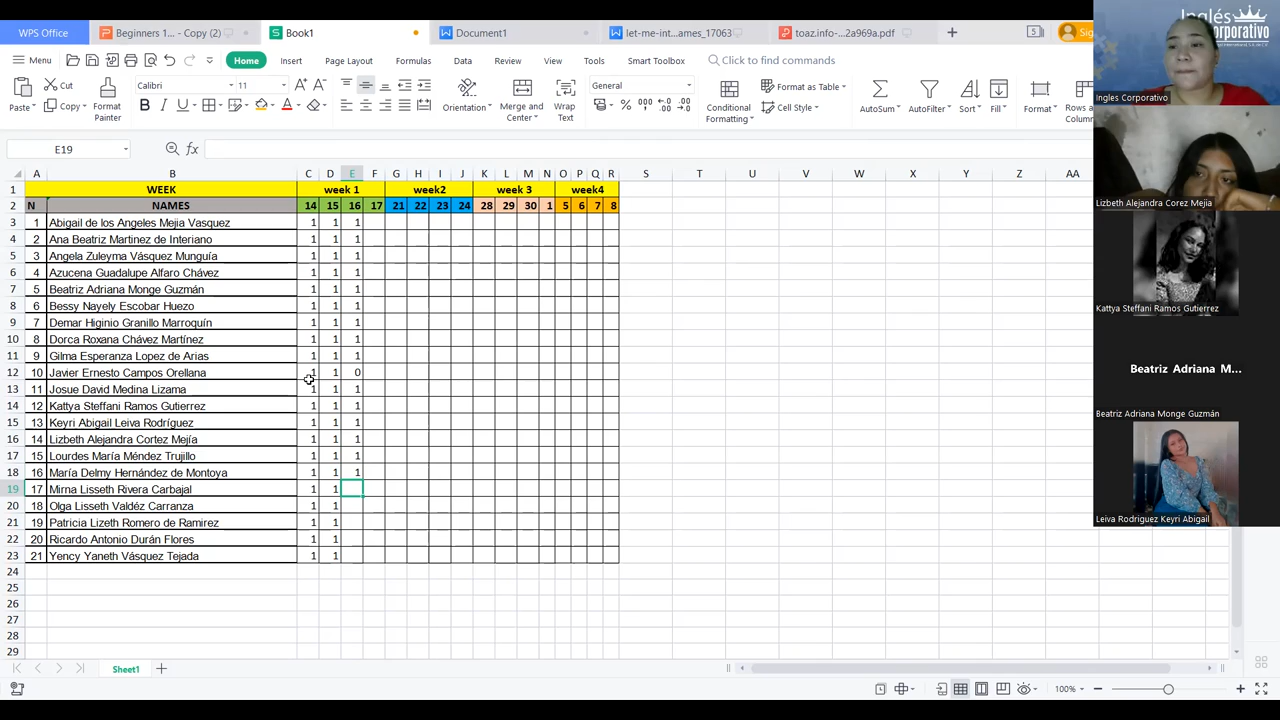 WPS Office
Beginners 1...- Copy (2)
Book1
Document1
let-me-int...ames_17063
toaz.info-...2a969a.pdf
Menu
Home
Insert
Page Layout
Formulas
Data
Review
View
Tools
Smart Toolbox
Click to find commands
Paste
Cut
Copy
Format Painter
Calibri
11
Merge and Center
Wrap Text
Orientation
General
Conditional Formatting
Format as Table
Cell Style
AutoSum
AutoFilter
Sort
Fill
Format
E19
fx
A B C D E F G H I J K L M N O P Q R S T U V W X Y Z AA
1 WEEK week 1 week2 week 3 week4
2 N NAMES 14 15 16 17 21 22 23 24 28 29 30 1 5 6 7 8
3 1 Abigail de los Angeles Mejia Vasquez 1 1 1
4 2 Ana Beatriz Martinez de Interiano 1 1 1
5 3 Angela Zuleyma Vásquez Munguía 1 1 1
6 4 Azucena Guadalupe Alfaro Chávez 1 1 1
7 5 Beatriz Adriana Monge Guzmán 1 1 1
8 6 Bessy Nayely Escobar Huezo 1 1 1
9 7 Demar Higinio Granillo Marroquín 1 1 1
10 8 Dorca Roxana Chávez Martínez 1 1 1
11 9 Gilma Esperanza Lopez de Arias 1 1 1
12 10 Javier Ernesto Campos Orellana 1 1 0
13 11 Josue David Medina Lizama 1 1 1
14 12 Kattya Steffani Ramos Gutierrez 1 1 1
15 13 Keyri Abigail Leiva Rodríguez 1 1 1
16 14 Lizbeth Alejandra Cortez Mejía 1 1 1
17 15 Lourdes María Méndez Trujillo 1 1 1
18 16 María Delmy Hernández de Montoya 1 1 1
19 17 Mirna Lisseth Rivera Carbajal 1 1
20 18 Olga Lisseth Valdéz Carranza 1 1
21 19 Patricia Lizeth Romero de Ramirez 1 1
22 20 Ricardo Antonio Durán Flores 1 1
23 21 Yency Yaneth Vásquez Tejada 1 1
24
25
26
27
28
29
Sheet1
100%
Inglés
Corporativo
Ingles Corporativo
Lizbeth Alejandra Corez Mejia
Kattya Steffani Ramos Gutierrez
Beatriz Adriana M...
Beatriz Adriana Monge Guzmán
Leiva Rodriguez Keyri Abigail